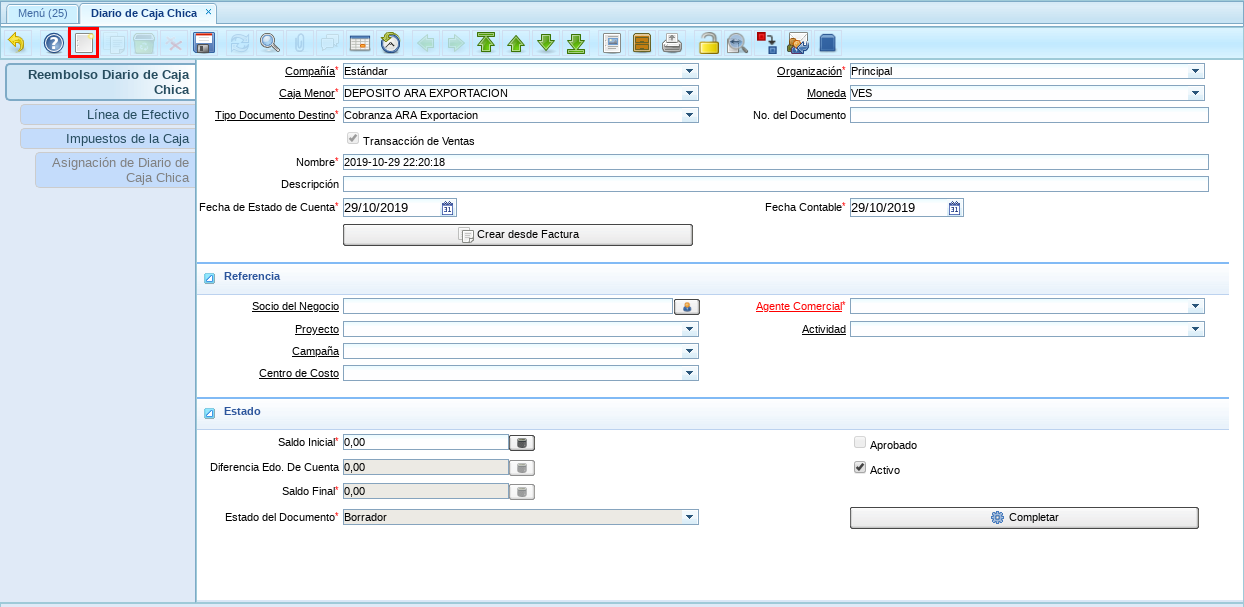 Menú (25)
Diario de Caja Chica ×
Reembolso Diario de Caja
Chica
Línea de Efectivo
Impuestos de la Caja
Asignación de Diario de
Caja Chica
Compañía* Estándar
Organización* Principal
Caja Menor* DEPOSITO ARA EXPORTACION
Moneda VES
Tipo Documento Destino* Cobranza ARA Exportacion
No. del Documento
Transacción de Ventas
Nombre* 2019-10-29 22:20:18
Descripción
Fecha de Estado de Cuenta* 29/10/2019 31
Fecha Contable* 29/10/2019 31
Crear desde Factura
Referencia
Socio del Negocio
Agente Comercial*
Proyecto
Actividad
Campaña
Centro de Costo
Estado
Saldo Inicial* 0,00
Aprobado
Diferencia Edo. De Cuenta 0,00
Activo
Saldo Final* 0,00
Estado del Documento* Borrador
Completar